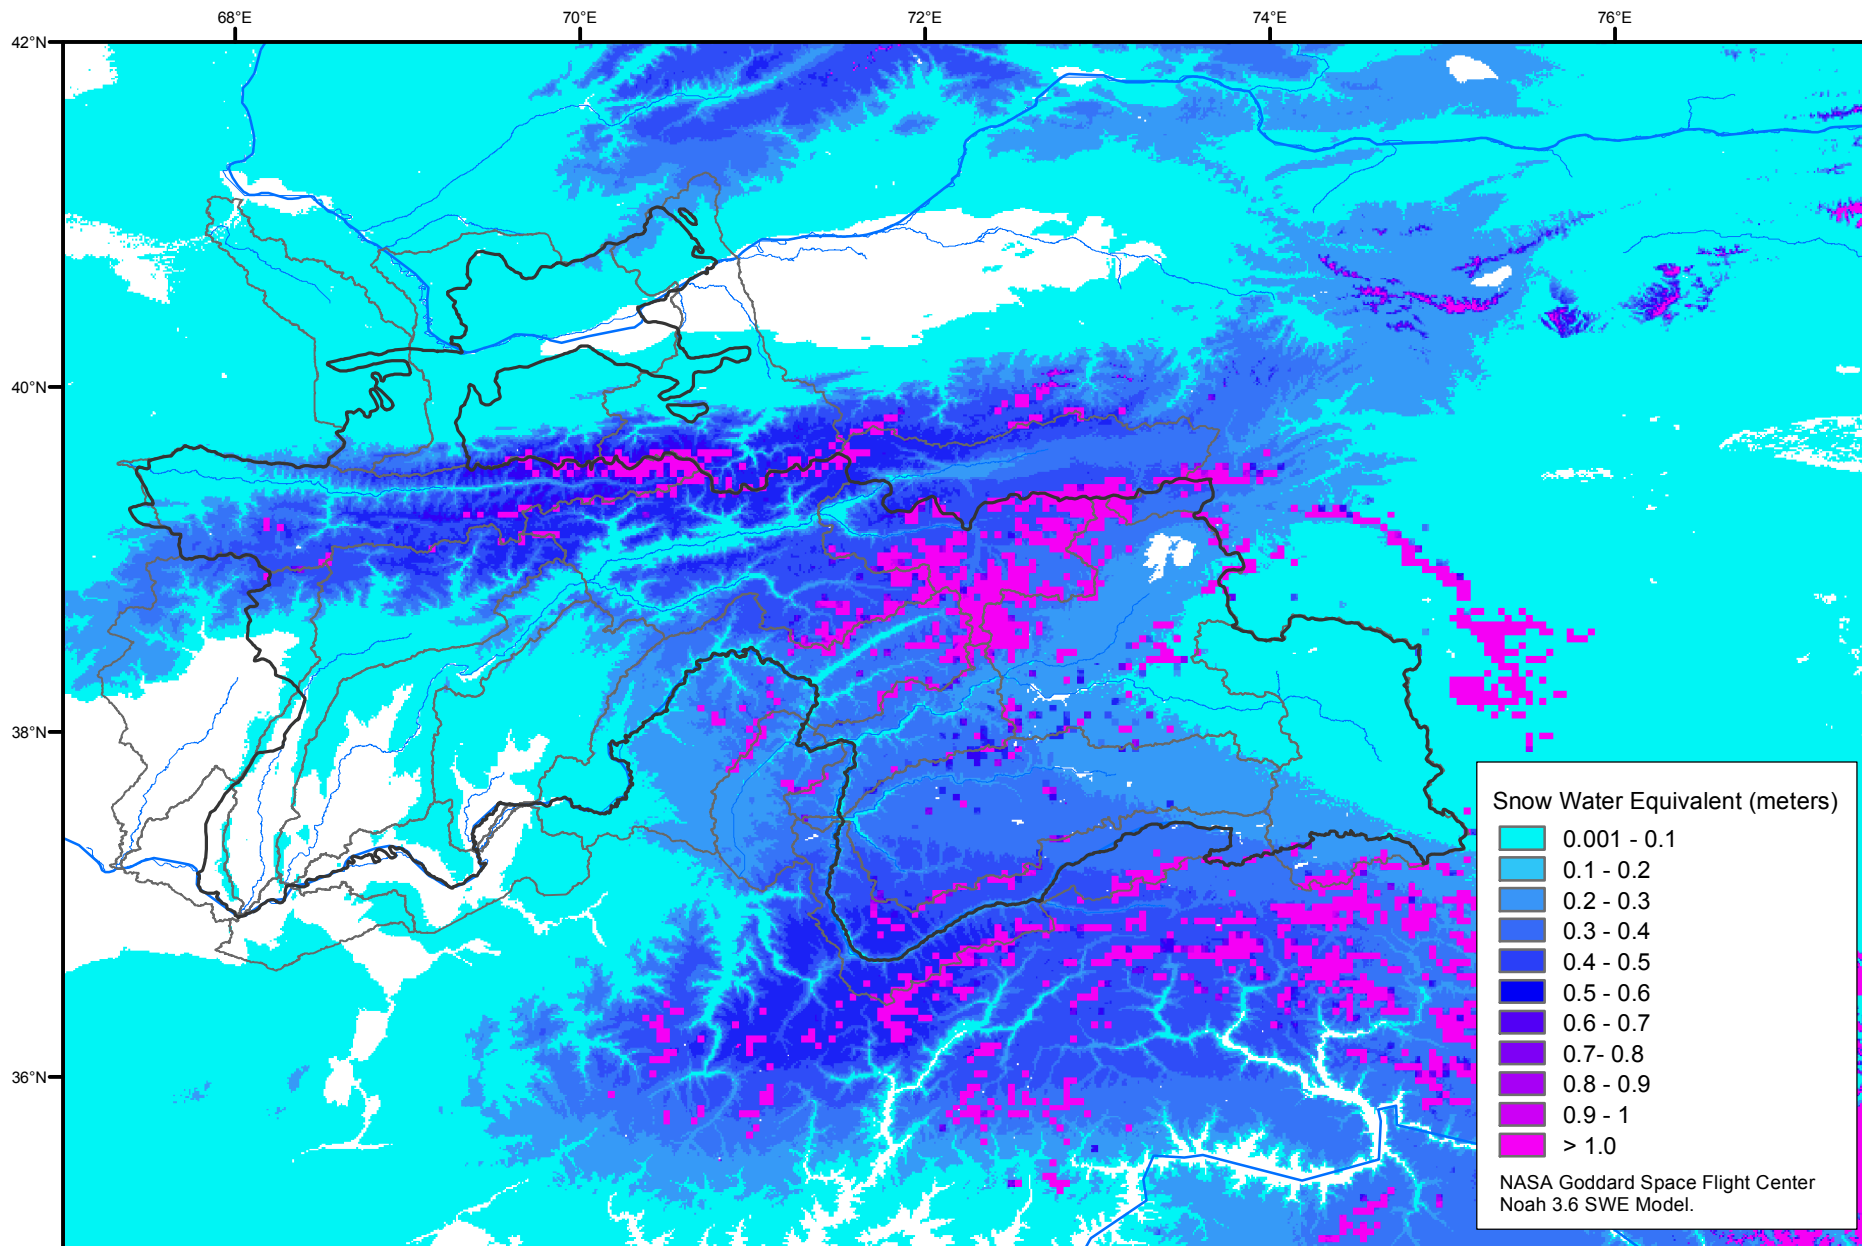 68°E
70°E
72°E
74°E
76°E
42°N
40°N
38°N
36°N
Snow Water Equivalent (meters)
0.001 - 0.1
0.1 - 0.2
0.2 - 0.3
0.3 - 0.4
0.4 - 0.5
0.5 - 0.6
0.6 - 0.7
0.7- 0.8
0.8 - 0.9
0.9 - 1
> 1.0
NASA Goddard Space Flight Center
Noah 3.6 SWE Model.